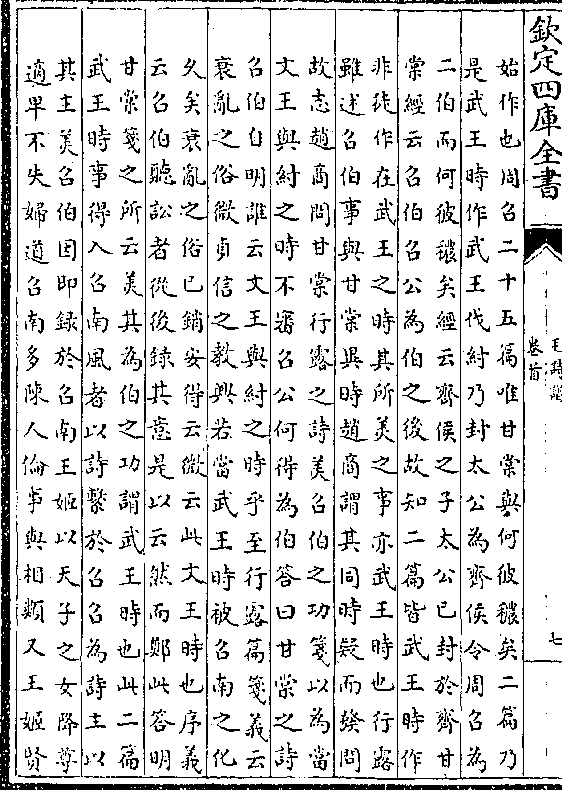 欽定四庫全書
毛詩譜
卷首
七
始作也周召二十五篇唯甘棠與何彼穠矣二篇乃
是武王時作武王伐紂乃封太公為齊侯令周召為
二伯而何彼穠矣經云齊侯之子太公已封於齊甘
棠經云召伯召公為伯之後故知二篇皆武王時作
非徒作在武王之時其所美之事亦武王時也行露
雖述召伯事與甘棠異時趙商謂其同時疑而發問
故志趙商問甘棠行露之詩美召伯之功箋以為當
文王與紂之時不審召公何得為伯答曰甘棠之詩
召伯自明誰云文王與紂之時乎至行露篇箋義云
衰亂之俗微貞信之教興若當武王時被召南之化
久矣衰亂之俗已銷安得云微云此文王時也序義
云召伯聽訟者從後錄其意是以云然而鄭此答明
甘棠箋之所云美其為伯之功謂武王時也此二篇
武王時事得入召南風者以詩繫於召召為詩主以
其主美召伯因即錄於召南王姬以天子之女降尊
適卑不失婦道召南多陳人倫事與相類又王姬賢